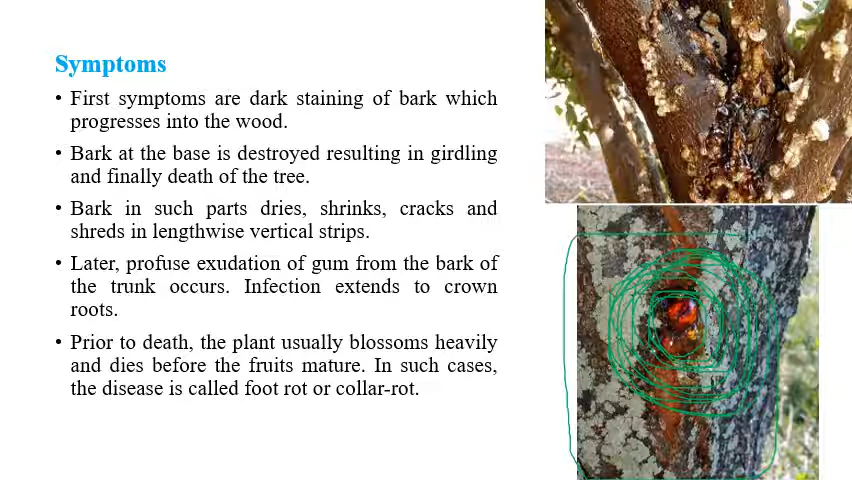 Symptoms
• First symptoms are dark staining of bark which
progresses into the wood.
• Bark at the base is destroyed resulting in girdling
and finally death of the tree.
• Bark in such parts dries, shrinks, cracks and
shreds in lengthwise vertical strips.
• Later, profuse exudation of gum from the bark of
the trunk occurs. Infection extends to crown
roots.
• Prior to death, the plant usually blossoms heavily
and dies before the fruits mature. In such cases,
the disease is called foot rot or collar-rot.